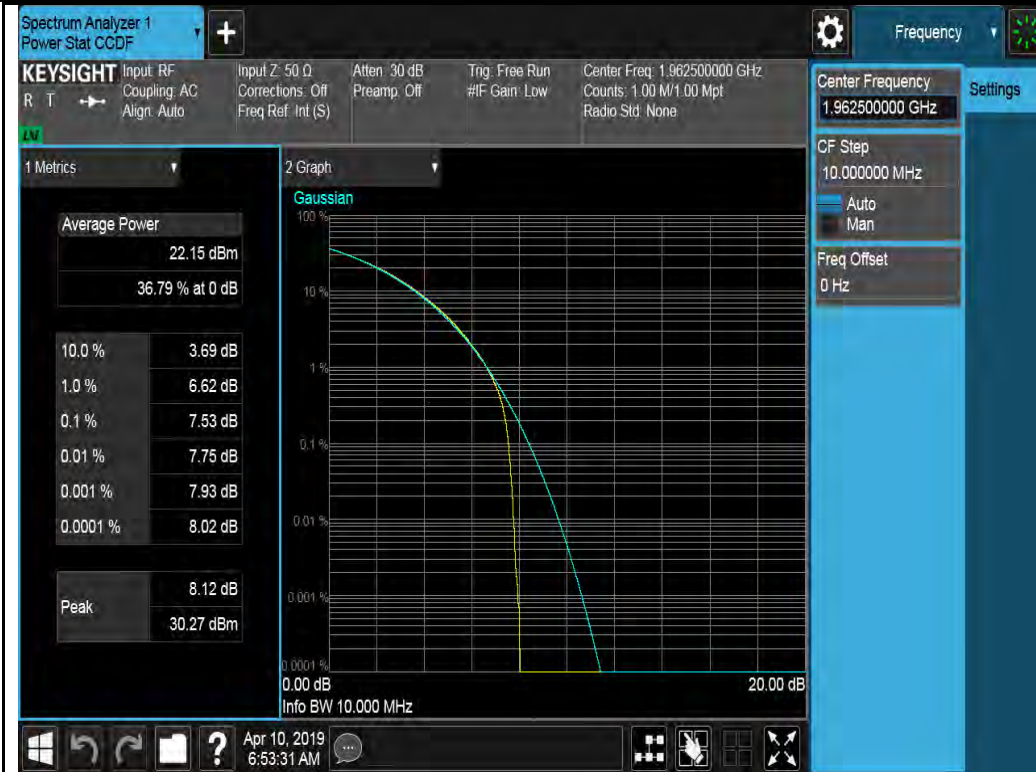 Spectrum Analyzer 1
Power Stat CCDF
+
Frequency
KEYSIGHT
R T
LNI
Input: RF
Coupling: AC
Align: Auto
Input Z: 50 Ω
Corrections: Off
Freq Ref: Int (S)
Atten: 30 dB
Preamp: Off
Trig: Free Run
#IF Gain: Low
Center Freq: 1.962500000 GHz
Counts: 1.00 M/1.00 Mpt
Radio Std: None
Center Frequency
1.962500000 GHz
Settings
CF Step
10.000000 MHz
Auto
Man
Freq Offset
0 Hz
1 Metrics
Average Power
22.15 dBm
36.79 % at 0 dB
10.0 % 3.69 dB
1.0 % 6.62 dB
0.1 % 7.53 dB
0.01 % 7.75 dB
0.001 % 7.93 dB
0.0001 % 8.02 dB
Peak
8.12 dB
30.27 dBm
2 Graph
Gaussian
100 %
10 %
1 %
0.1 %
0.01 %
0.001 %
0.0001 %
0.00 dB 20.00 dB
Info BW 10.000 MHz
?
Apr 10, 2019
6:53:31 AM